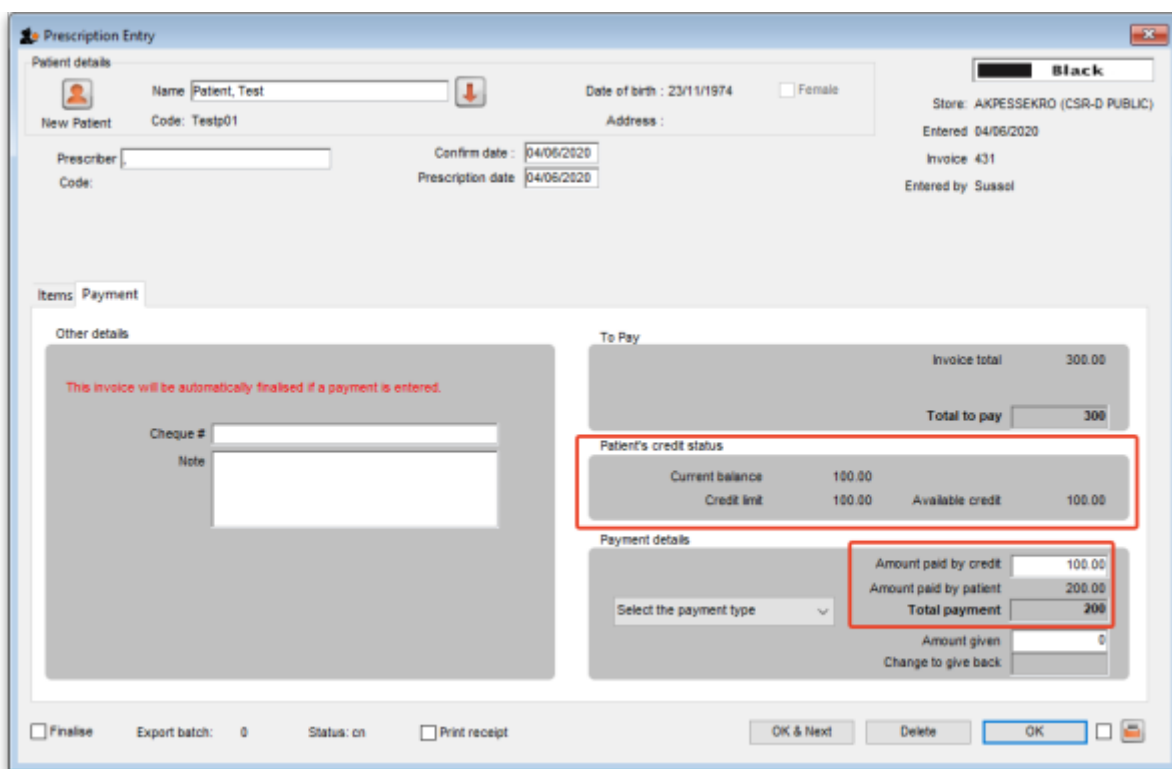 Prescription Entry
Patient details
Black
Name Patient, Test
Date of birth : 23/11/1974
Female
Store: AKPESSEKRO (CSR-D PUBLIC)
New Patient
Code: Testp01
Address :
Entered 04/06/2020
Prescriber ,
Confirm date : 04/06/2020
Invoice 431
Code:
Prescription date 04/06/2020
Entered by Sussol
Items Payment
Other details
This invoice will be automatically finalised if a payment is entered.
Cheque #
Note
To Pay
Invoice total 300.00
Total to pay 300
Patient's credit status
Current balance 100.00
Credit limit 100.00 Available credit 100.00
Payment details
Amount paid by credit 100.00
Amount paid by patient 200.00
Select the payment type
Total payment 200
Amount given 0
Change to give back
Finalise Export batch: 0 Status: cn Print receipt OK & Next Delete OK